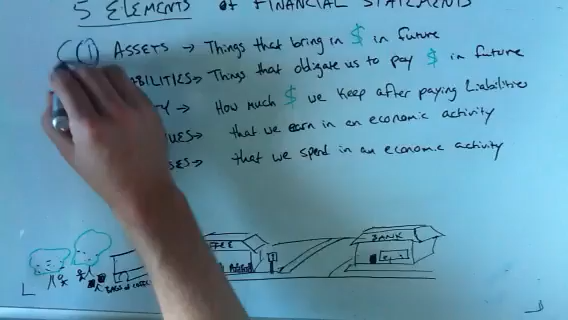 5 ELEMENTS of FINANCIAL STATEMENTS
① ASSETS → Things that bring in $ in future
ABILITIES → Things that obligate us to pay $ in future
Y → How much $ we keep after paying Liabilities
UES → that we earn in an economic activity
SES → that we spend in an economic activity
BANK